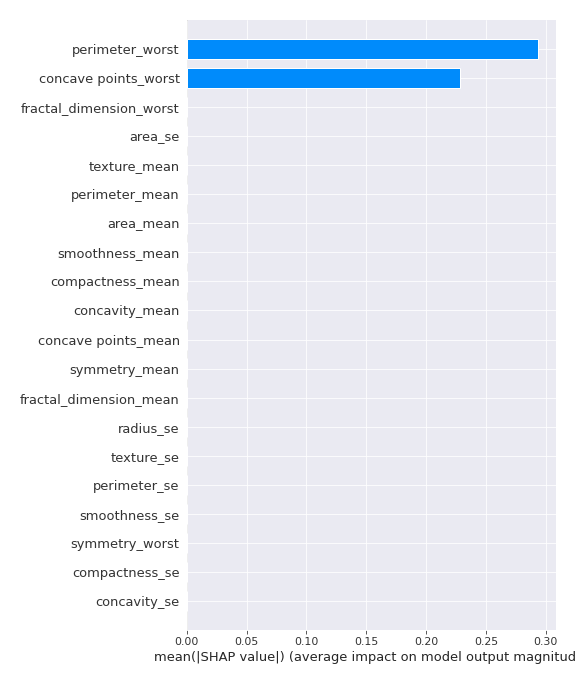 perimeter_worst
concave points_worst
fractal_dimension_worst
area_se
texture_mean
perimeter_mean
area_mean
smoothness_mean
compactness_mean
concavity_mean
concave points_mean
symmetry_mean
fractal_dimension_mean
radius_se
texture_se
perimeter_se
smoothness_se
symmetry_worst
compactness_se
concavity_se
0.00 0.05 0.10 0.15 0.20 0.25 0.30
mean(|SHAP value|) (average impact on model output magnitud